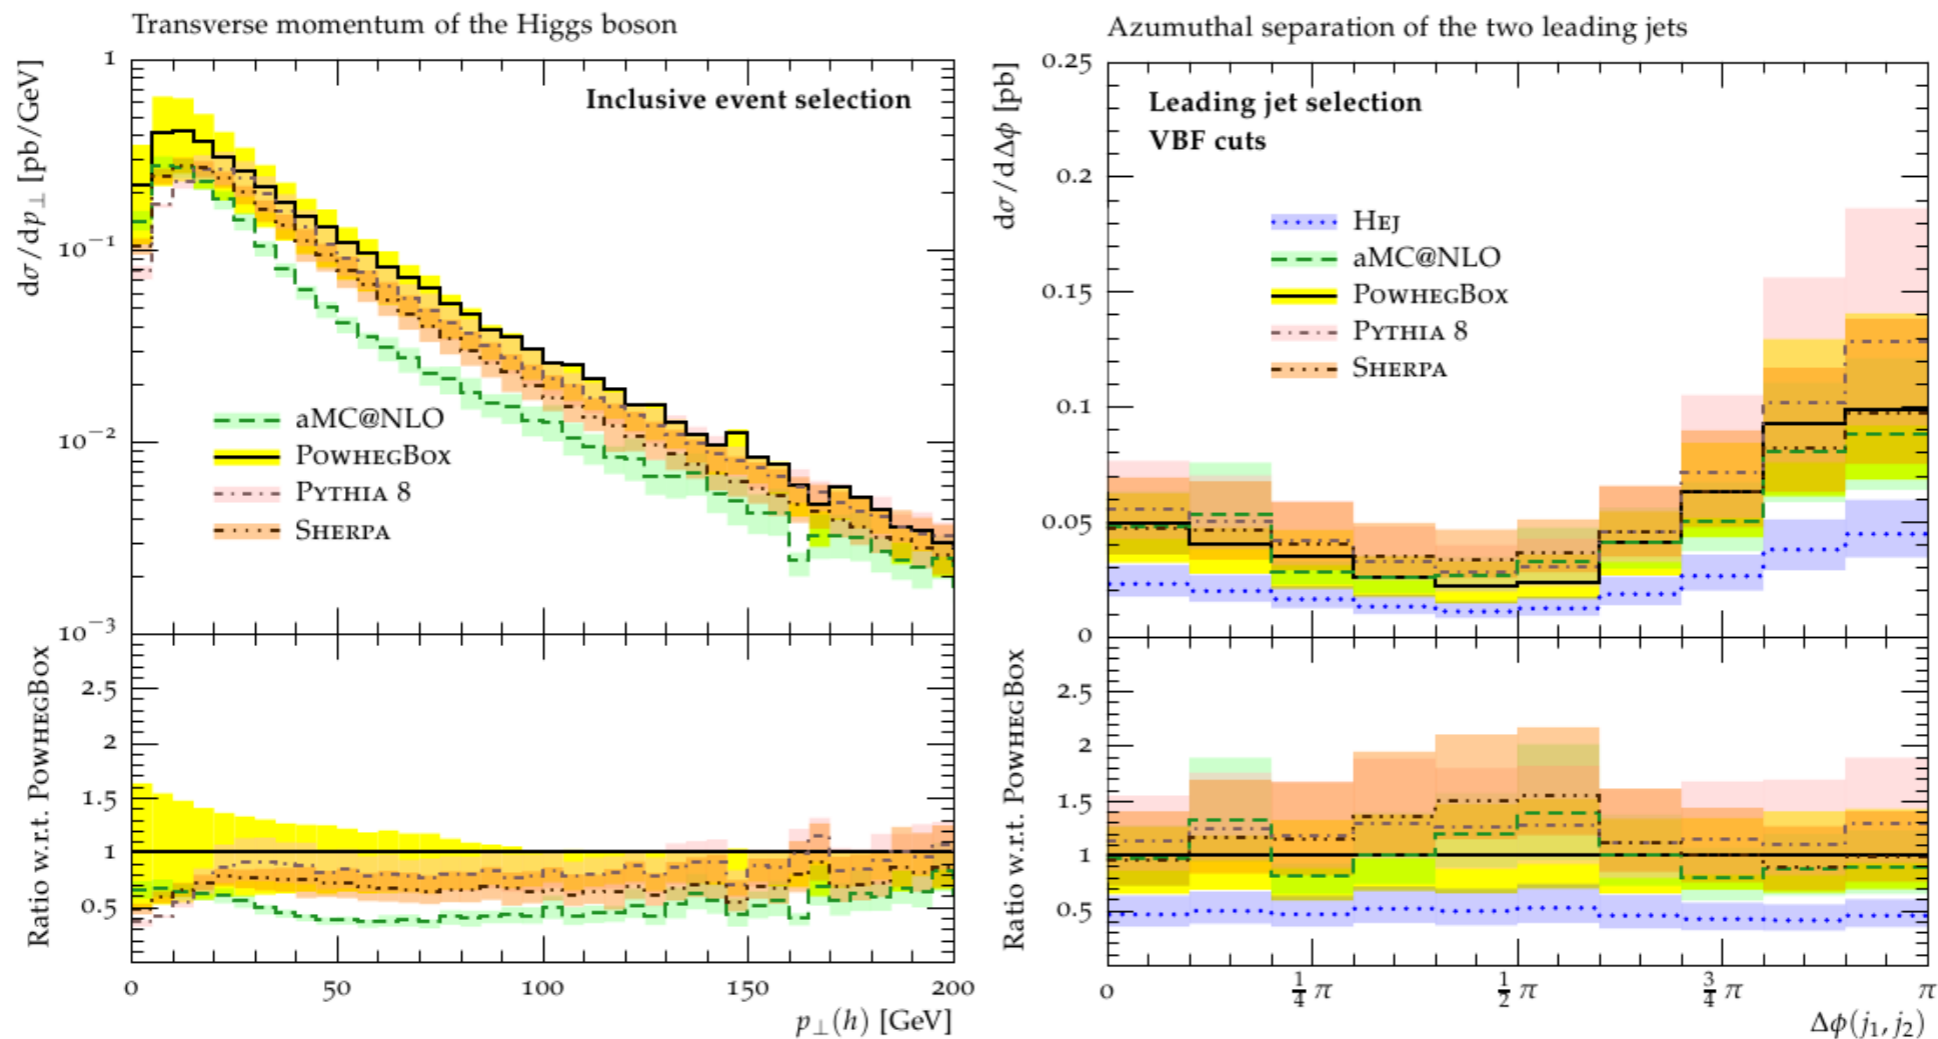 Transverse momentum of the Higgs boson
dσ/dp⊥ [pb/GeV]
Inclusive event selection
1
10⁻¹
10⁻²
10⁻³
aMC@NLO
POWHEGBOX
PYTHIA 8
SHERPA
Ratio w.r.t. POWHEGBOX
2.5
2
1.5
1
0.5
0
50
100
150
200
p⊥(h) [GeV]
Azumuthal separation of the two leading jets
dσ/dΔϕ [pb]
Leading jet selection
VBF cuts
0.25
0.2
0.15
0.1
0.05
0
HEJ
aMC@NLO
POWHEGBOX
PYTHIA 8
SHERPA
Ratio w.r.t. POWHEGBOX
2.5
2
1.5
1
0.5
0
1/4 π
1/2 π
3/4 π
π
Δϕ(j₁, j₂)